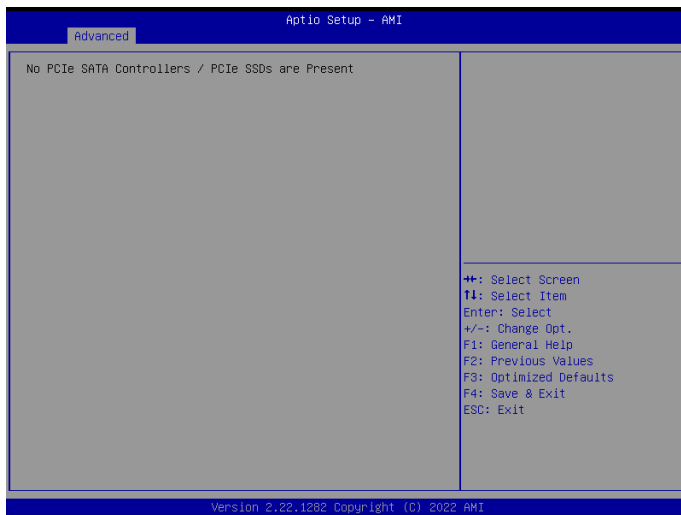 Aptio Setup – AMI
Advanced
No PCIe SATA Controllers / PCIe SSDs are Present
→←: Select Screen
↑↓: Select Item
Enter: Select
+/-: Change Opt.
F1: General Help
F2: Previous Values
F3: Optimized Defaults
F4: Save & Exit
ESC: Exit
Version 2.22.1282 Copyright (C) 2022 AMI